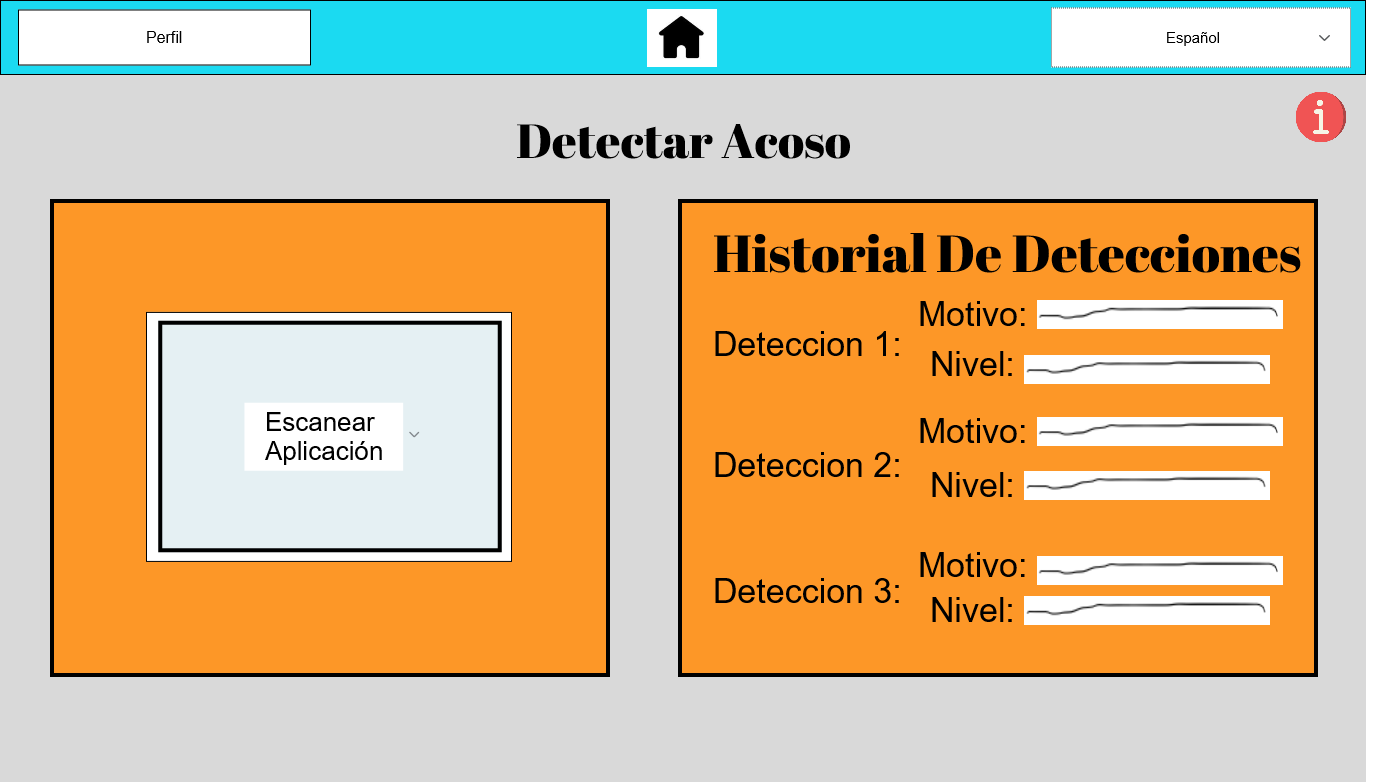 Perfil
Español
Detectar Acoso
Escanear
Aplicación
Historial De Detecciones
Deteccion 1:
Motivo:
Nivel:
Deteccion 2:
Motivo:
Nivel:
Deteccion 3:
Motivo:
Nivel: